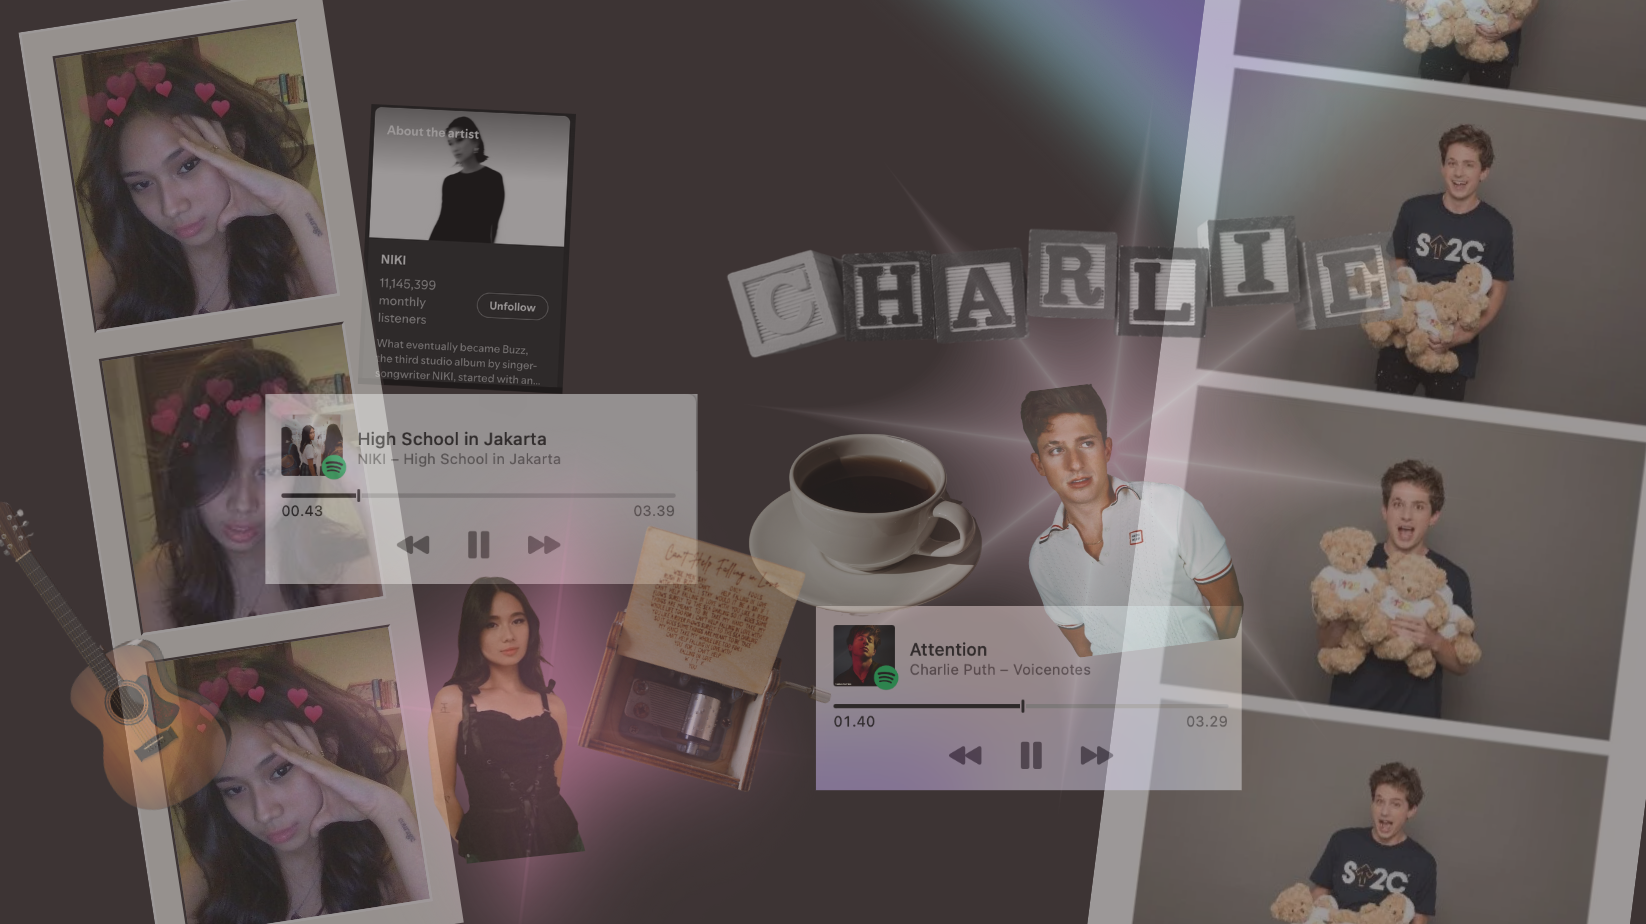 About the artist
NIKI
11,145,399
monthly
listeners
Unfollow
What eventually became Buzz,
the third studio album by singer-
songwriter NIKI, started with an...
High School in Jakarta
NIKI – High School in Jakarta
00.43
03.39
Can't Help Falling in Love
CHARLIE
Attention
Charlie Puth – Voicenotes
01.40
03.29
S↑2C
S↑2C